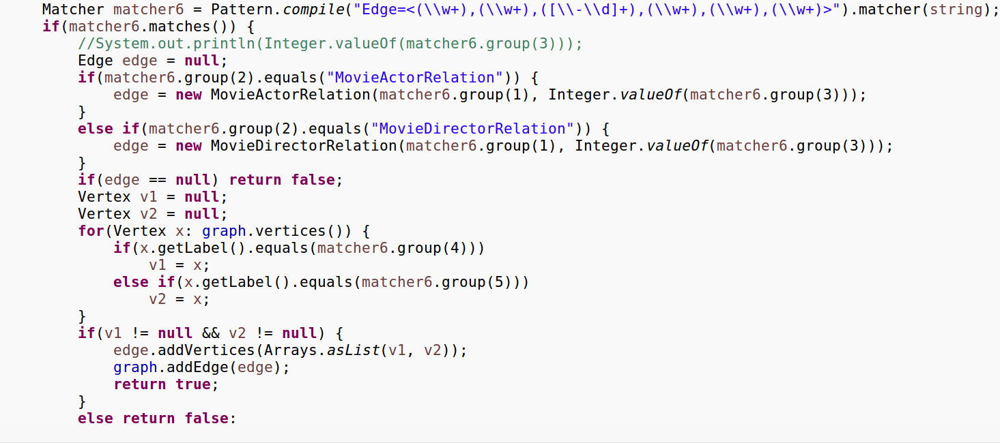 Matcher matcher6 = Pattern.compile("Edge=<(\\w+),(\\w+),([\\-\\d]+),(\\w+),(\\w+),(\\w+)>").matcher(string);
if(matcher6.matches()) {
//System.out.println(Integer.valueOf(matcher6.group(3)));
Edge edge = null;
if(matcher6.group(2).equals("MovieActorRelation")) {
edge = new MovieActorRelation(matcher6.group(1), Integer.valueOf(matcher6.group(3)));
}
else if(matcher6.group(2).equals("MovieDirectorRelation")) {
edge = new MovieDirectorRelation(matcher6.group(1), Integer.valueOf(matcher6.group(3)));
}
if(edge == null) return false;
Vertex v1 = null;
Vertex v2 = null;
for(Vertex x: graph.vertices()) {
if(x.getLabel().equals(matcher6.group(4)))
v1 = x;
else if(x.getLabel().equals(matcher6.group(5)))
v2 = x;
}
if(v1 != null && v2 != null) {
edge.addVertices(Arrays.asList(v1, v2));
graph.addEdge(edge);
return true;
}
else return false: